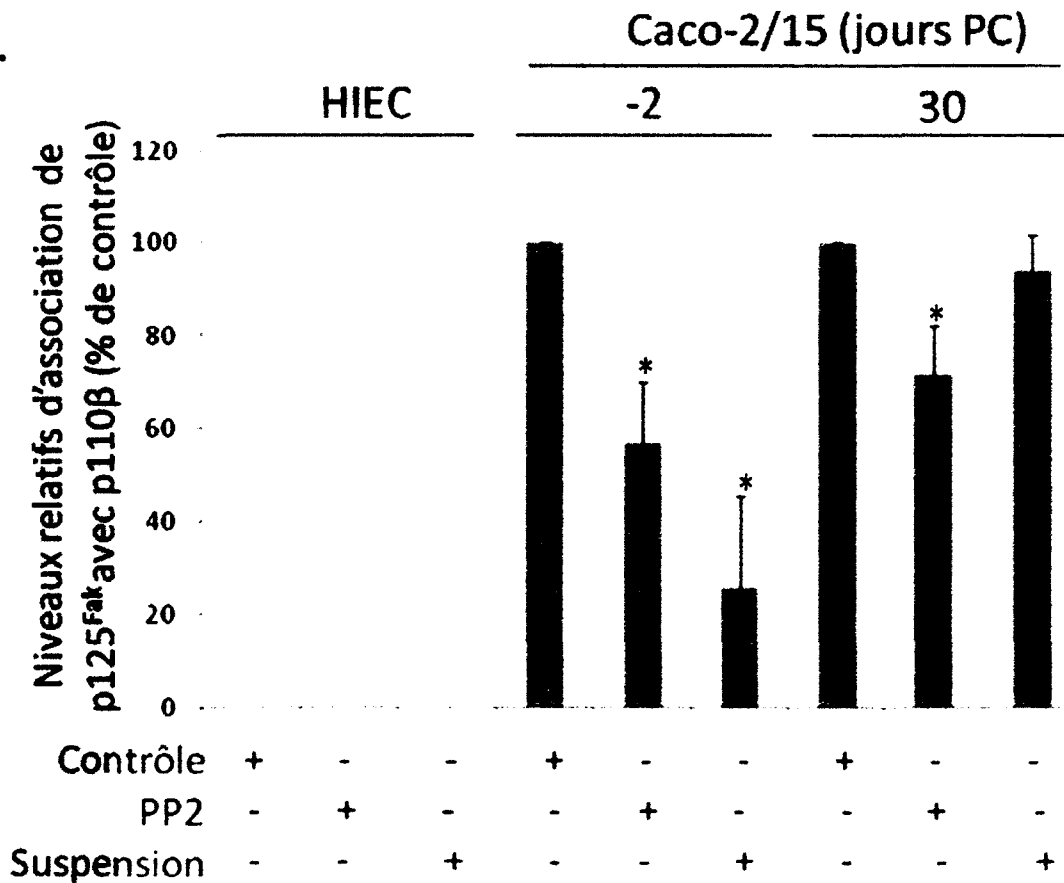 .
Caco-2/15 (jours PC)
HIEC -2 30
Niveaux relatifs d'association de
p125Fak avec p110β (% de contrôle)
120
100
80
60
40
20
0
*
*
*
Contrôle + - - + - - + - -
PP2 - + - - + - - + -
Suspension - - + - - + - - +